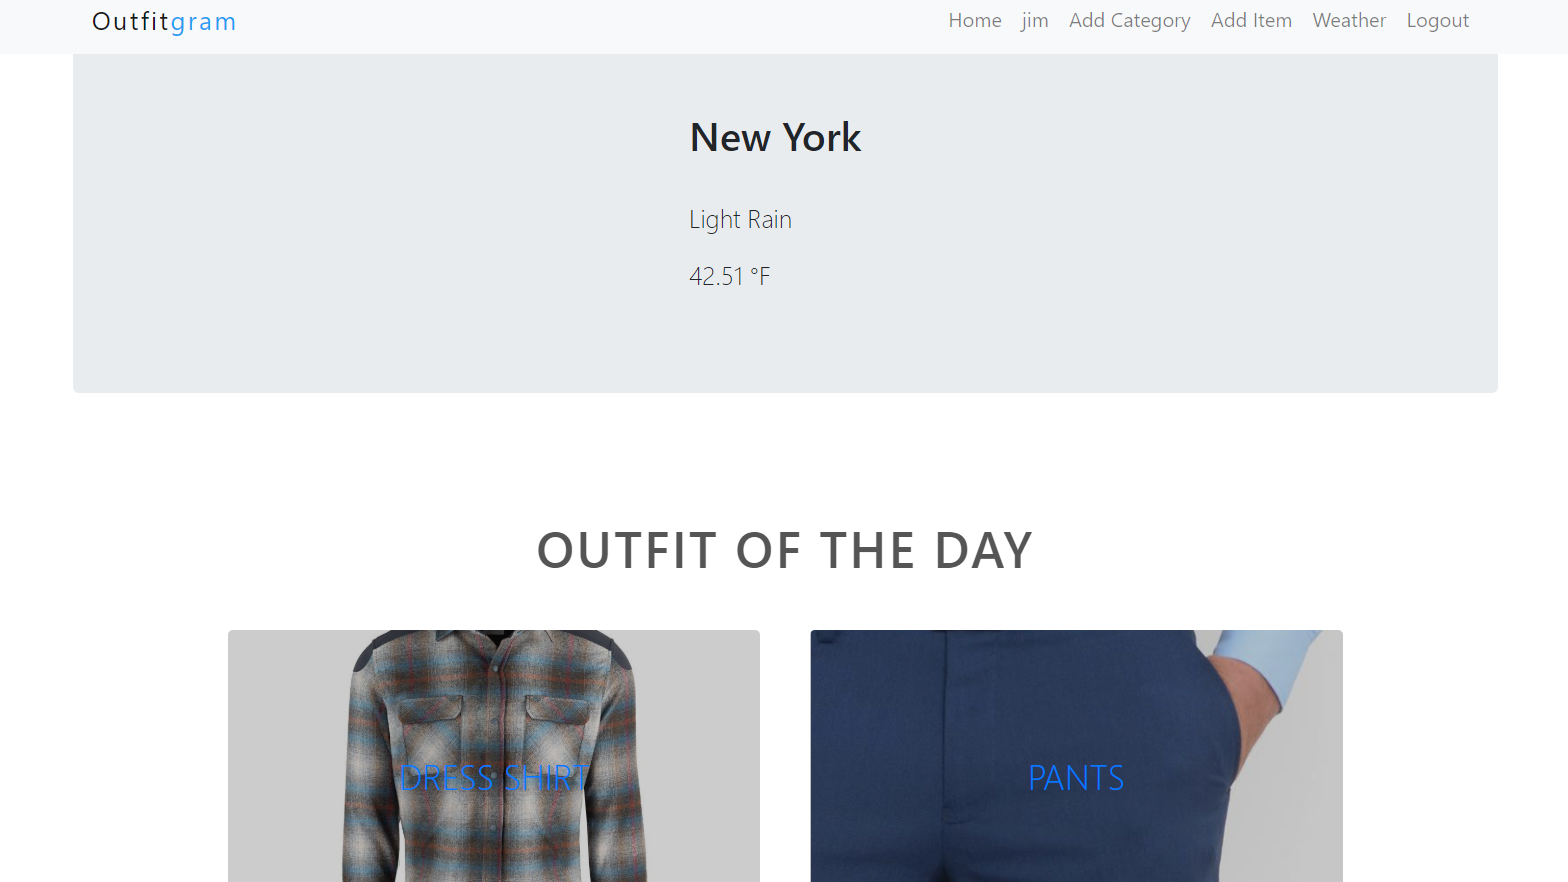 Outfitgram Home jim Add Category Add Item Weather Logout
New York
Light Rain
42.51 °F
OUTFIT OF THE DAY
DRESS SHIRT
PANTS